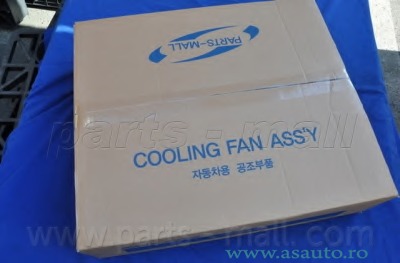 PARTS-MALL
COOLING FAN ASS'Y
자동차용 공조부품
parts - mall
www.parts-mall.com
www.asauto.ro